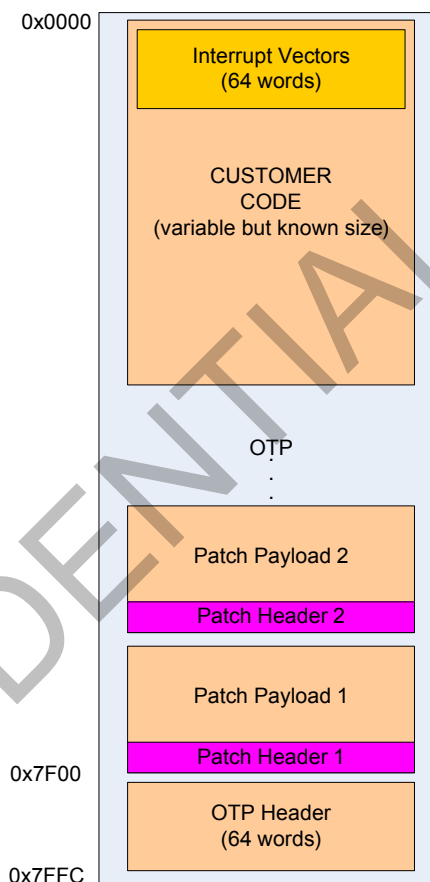 0x0000
Interrupt Vectors
(64 words)
CUSTOMER
CODE
(variable but known size)
OTP
.
.
.
Patch Payload 2
Patch Header 2
Patch Payload 1
Patch Header 1
0x7F00
OTP Header
(64 words)
0x7FFC
DENTIAL